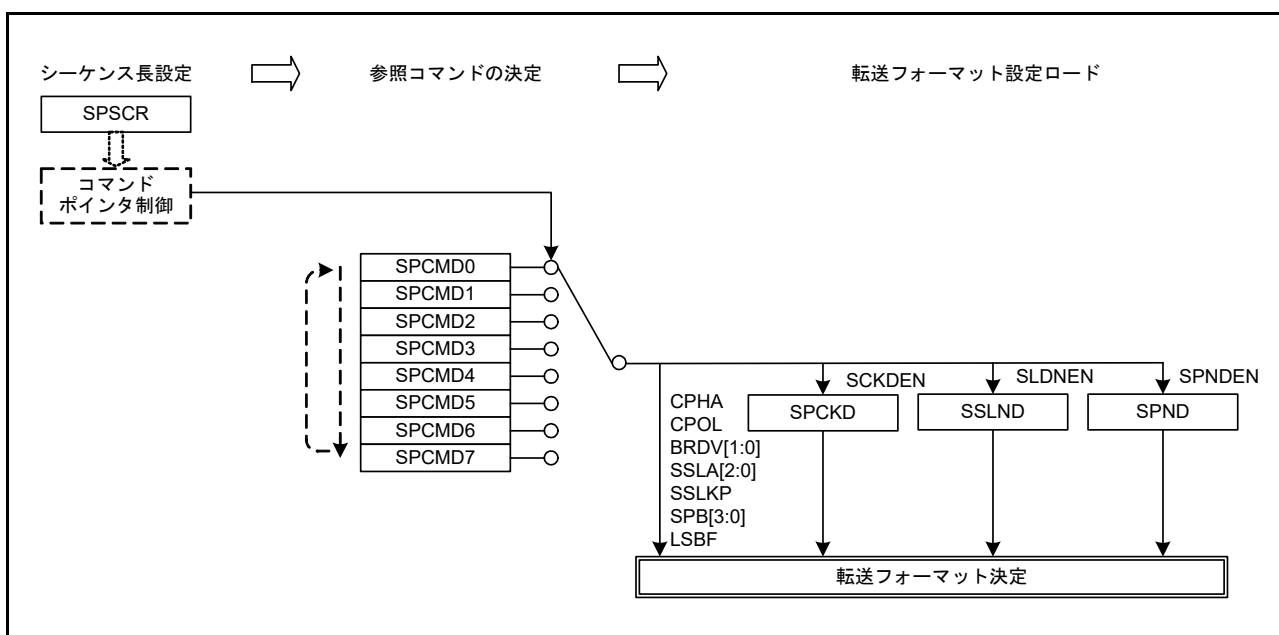 シーケンス長設定
参照コマンドの決定
転送フォーマット設定ロード
SPSCR
コマンド
ポインタ制御
SPCMD0
SPCMD1
SPCMD2
SPCMD3
SPCMD4
SPCMD5
SPCMD6
SPCMD7
SCKDEN
SLDNEN
SPNDEN
SPCKD
SSLND
SPND
CPHA
CPOL
BRDV[1:0]
SSLA[2:0]
SSLKP
SPB[3:0]
LSBF
転送フォーマット決定